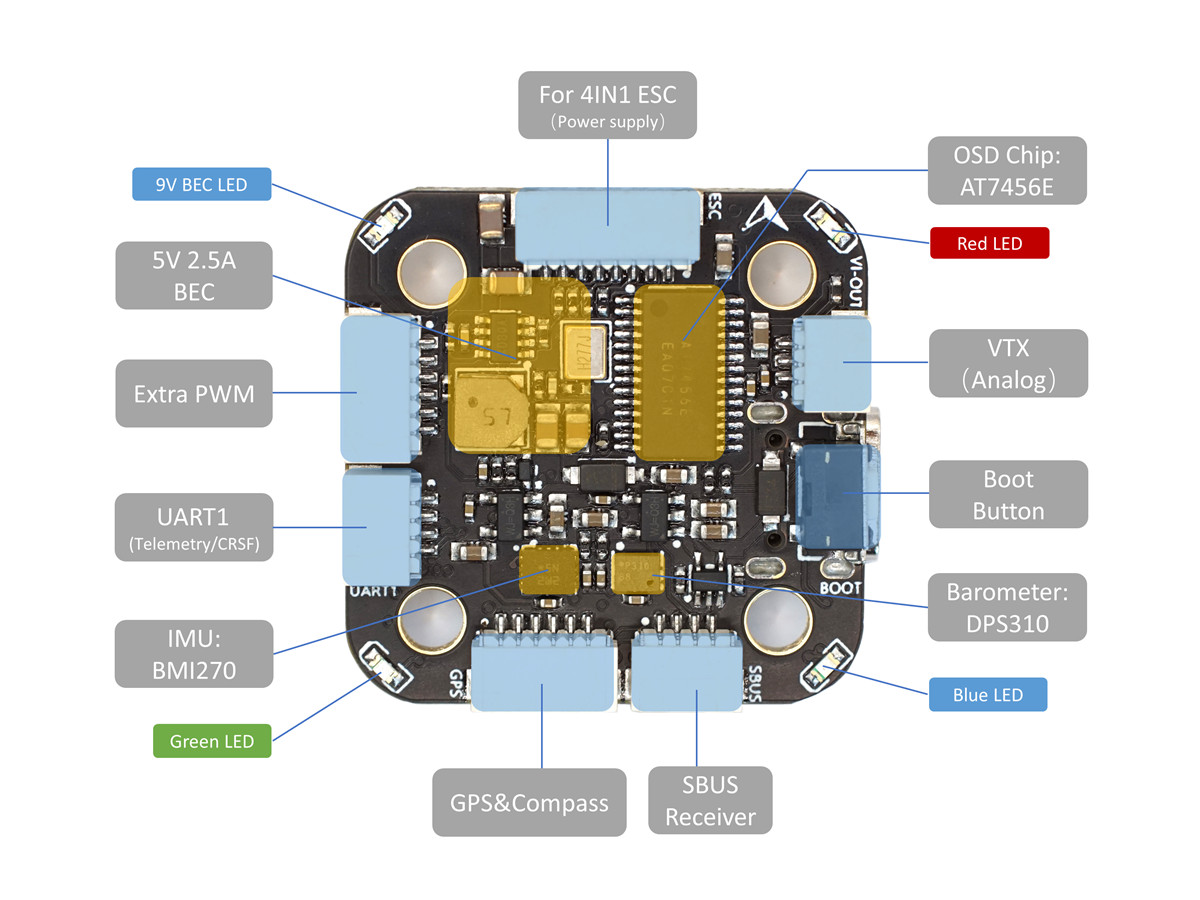 For 4IN1 ESC
（Power supply）
OSD Chip:
AT7456E
9V BEC LED
ESC
Red LED
5V 2.5A
BEC
VI-OUT
H277J
VTX
（Analog）
S7
Extra PWM
Boot
Button
UART1
(Telemetry/CRSF)
UART1
BOOT
Barometer:
DPS310
IMU:
BMI270
GPS
SBUS
Blue LED
Green LED
GPS&Compass
SBUS
Receiver